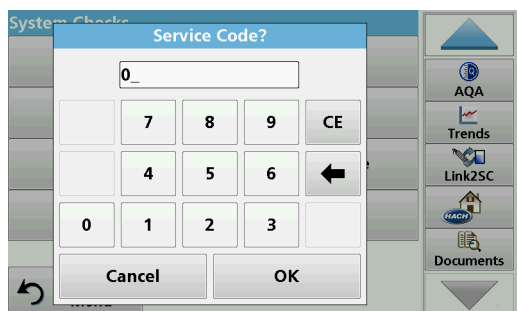 System Checks
Service Code?
0_
7 8 9 CE
4 5 6
0 1 2 3
Cancel OK
Menu
AQA
Trends
Link2SC
HACH
Documents